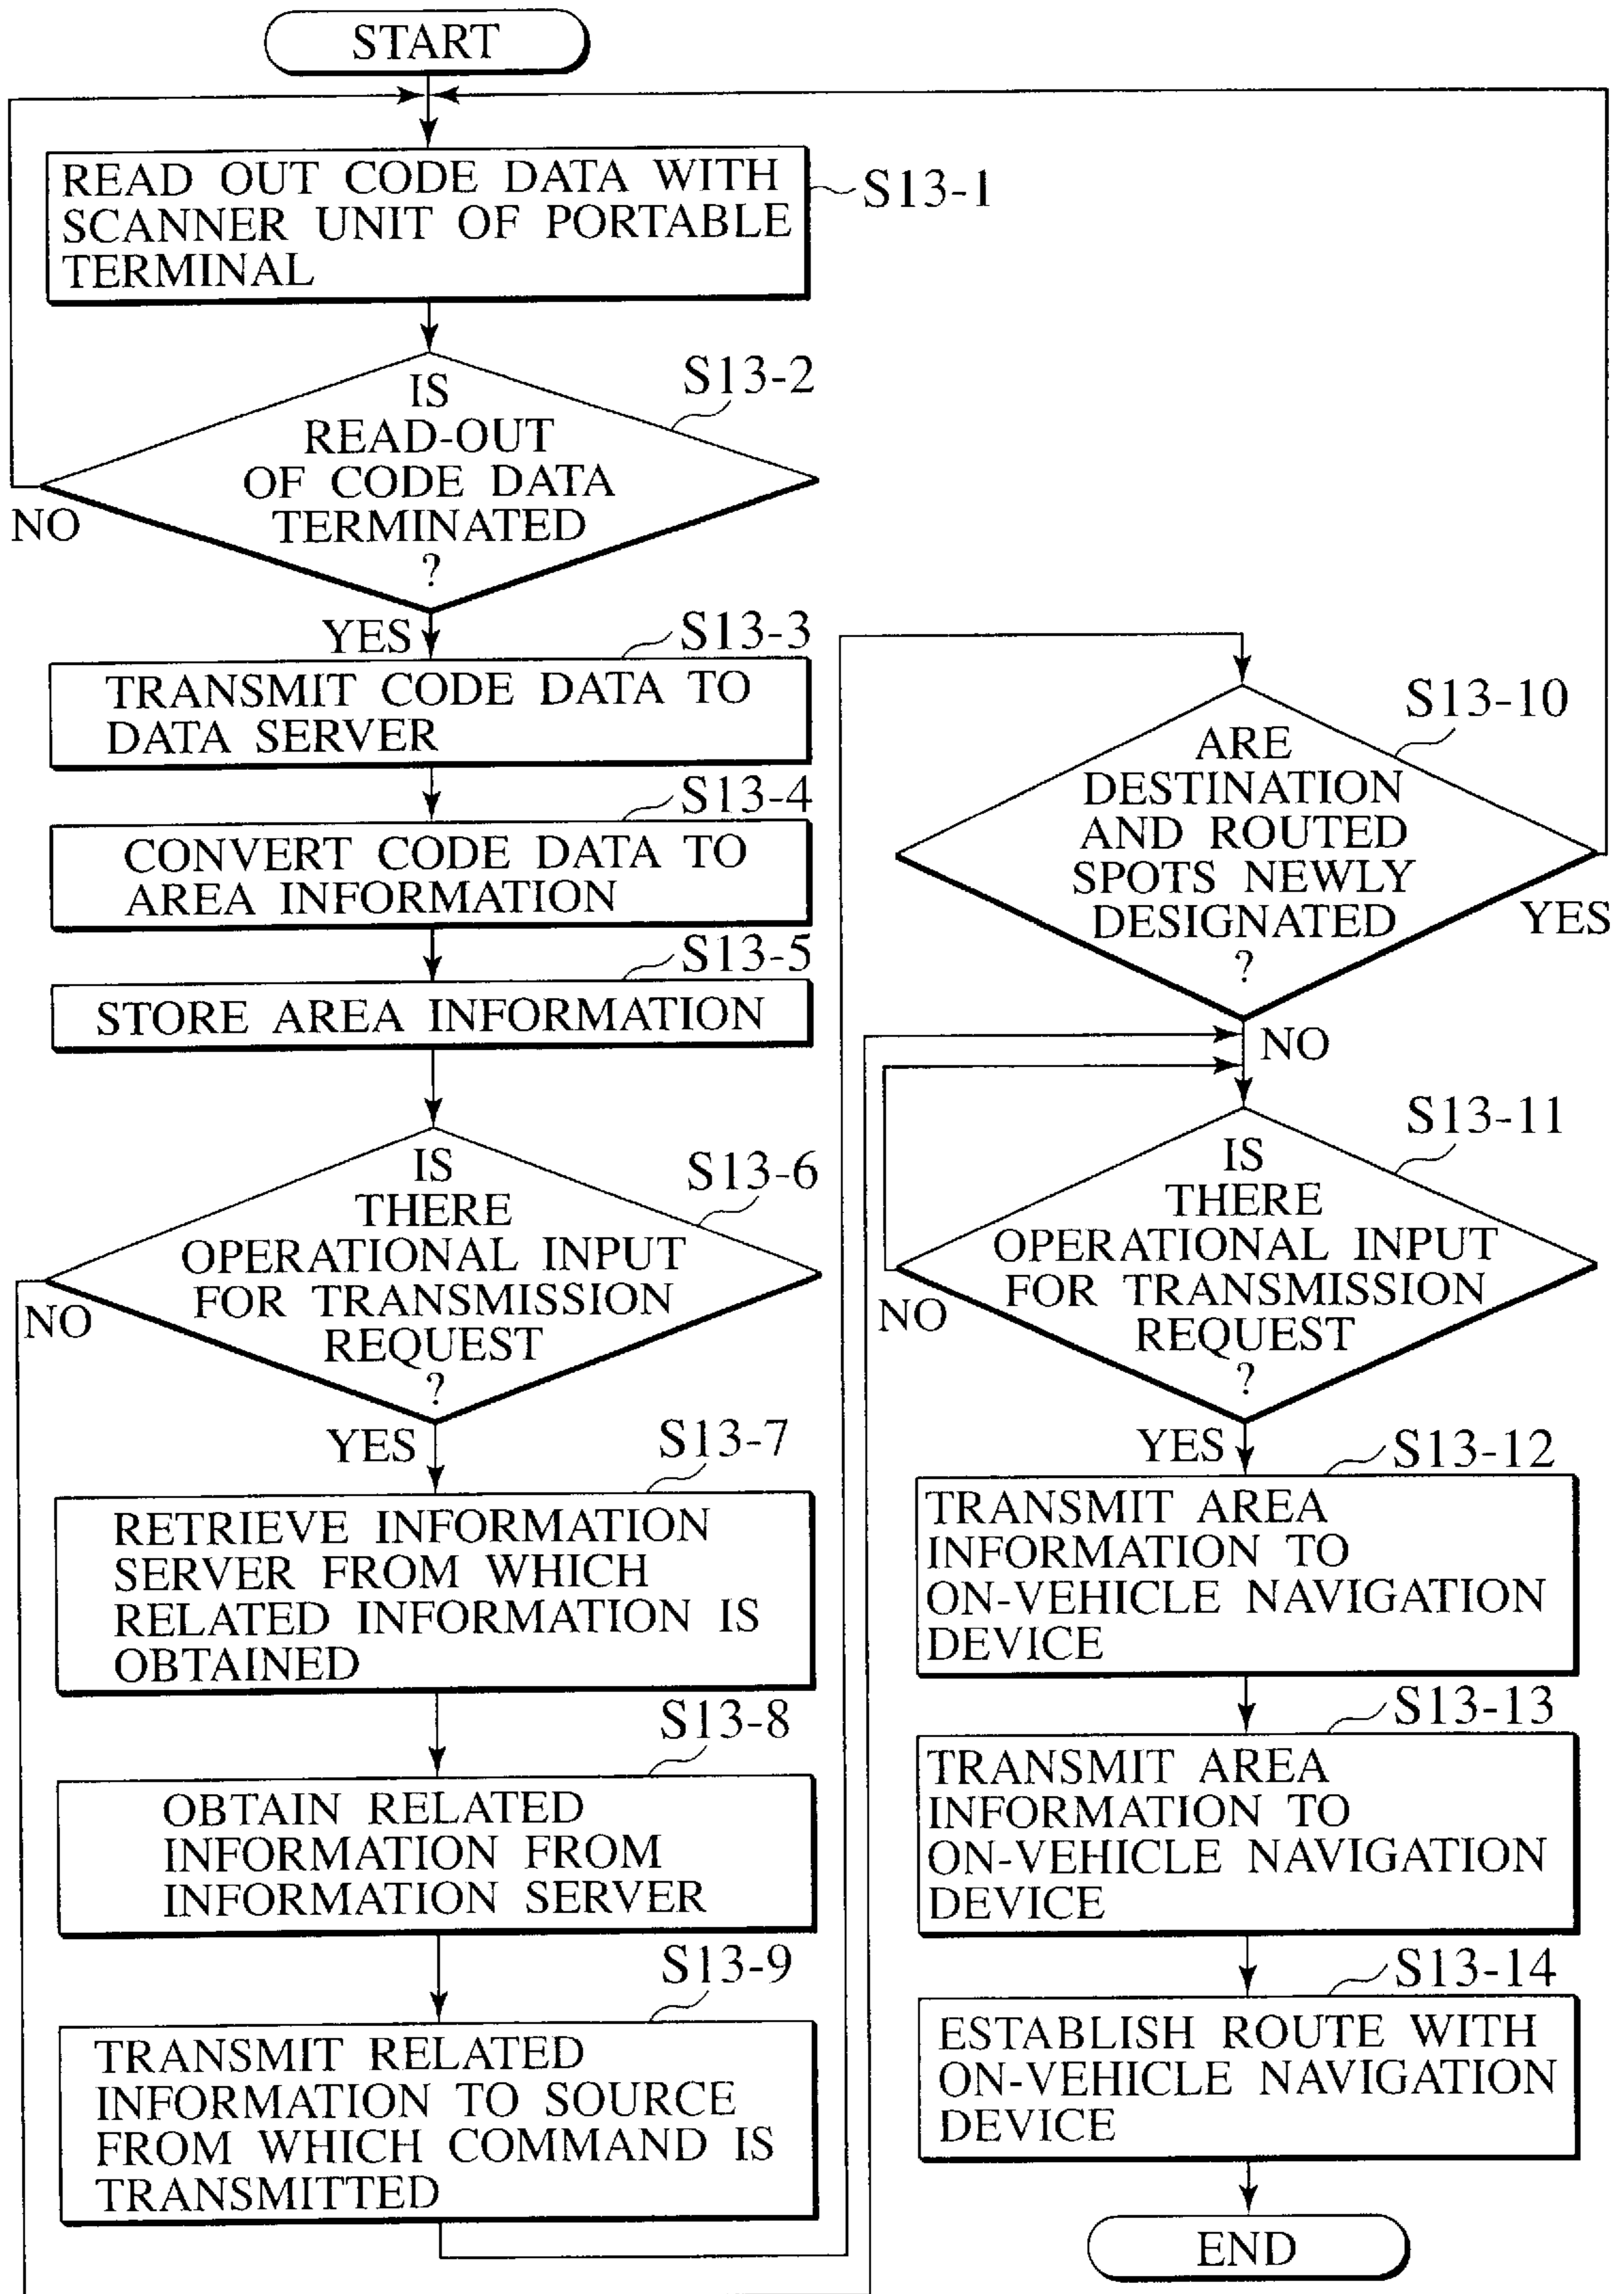 START
READ OUT CODE DATA WITH
SCANNER UNIT OF PORTABLE
TERMINAL
S13-1
IS
READ-OUT
OF CODE DATA
TERMINATED
?
S13-2
NO
YES
S13-3
TRANSMIT CODE DATA TO
DATA SERVER
S13-4
CONVERT CODE DATA TO
AREA INFORMATION
S13-5
STORE AREA INFORMATION
IS
THERE
OPERATIONAL INPUT
FOR TRANSMISSION
REQUEST
?
S13-6
NO
YES
S13-7
RETRIEVE INFORMATION
SERVER FROM WHICH
RELATED INFORMATION IS
OBTAINED
S13-8
OBTAIN RELATED
INFORMATION FROM
INFORMATION SERVER
S13-9
TRANSMIT RELATED
INFORMATION TO SOURCE
FROM WHICH COMMAND IS
TRANSMITTED
S13-10
ARE
DESTINATION
AND ROUTED
SPOTS NEWLY
DESIGNATED
?
YES
NO
S13-11
IS
THERE
OPERATIONAL INPUT
FOR TRANSMISSION
REQUEST
?
NO
YES
S13-12
TRANSMIT AREA
INFORMATION TO
ON-VEHICLE NAVIGATION
DEVICE
S13-13
TRANSMIT AREA
INFORMATION TO
ON-VEHICLE NAVIGATION
DEVICE
S13-14
ESTABLISH ROUTE WITH
ON-VEHICLE NAVIGATION
DEVICE
END